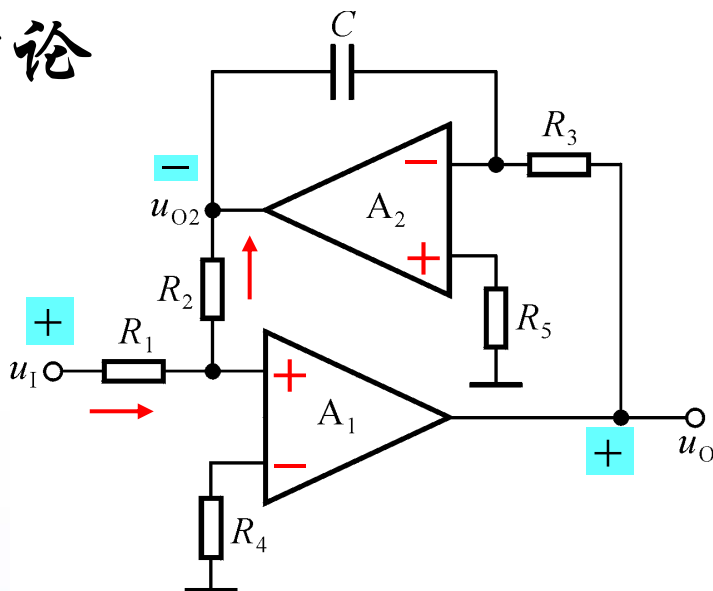 论
C
R3
−
uO2
−
A2
+
R2
R5
+
R1
uI
+
A1
−
+
uO
R4